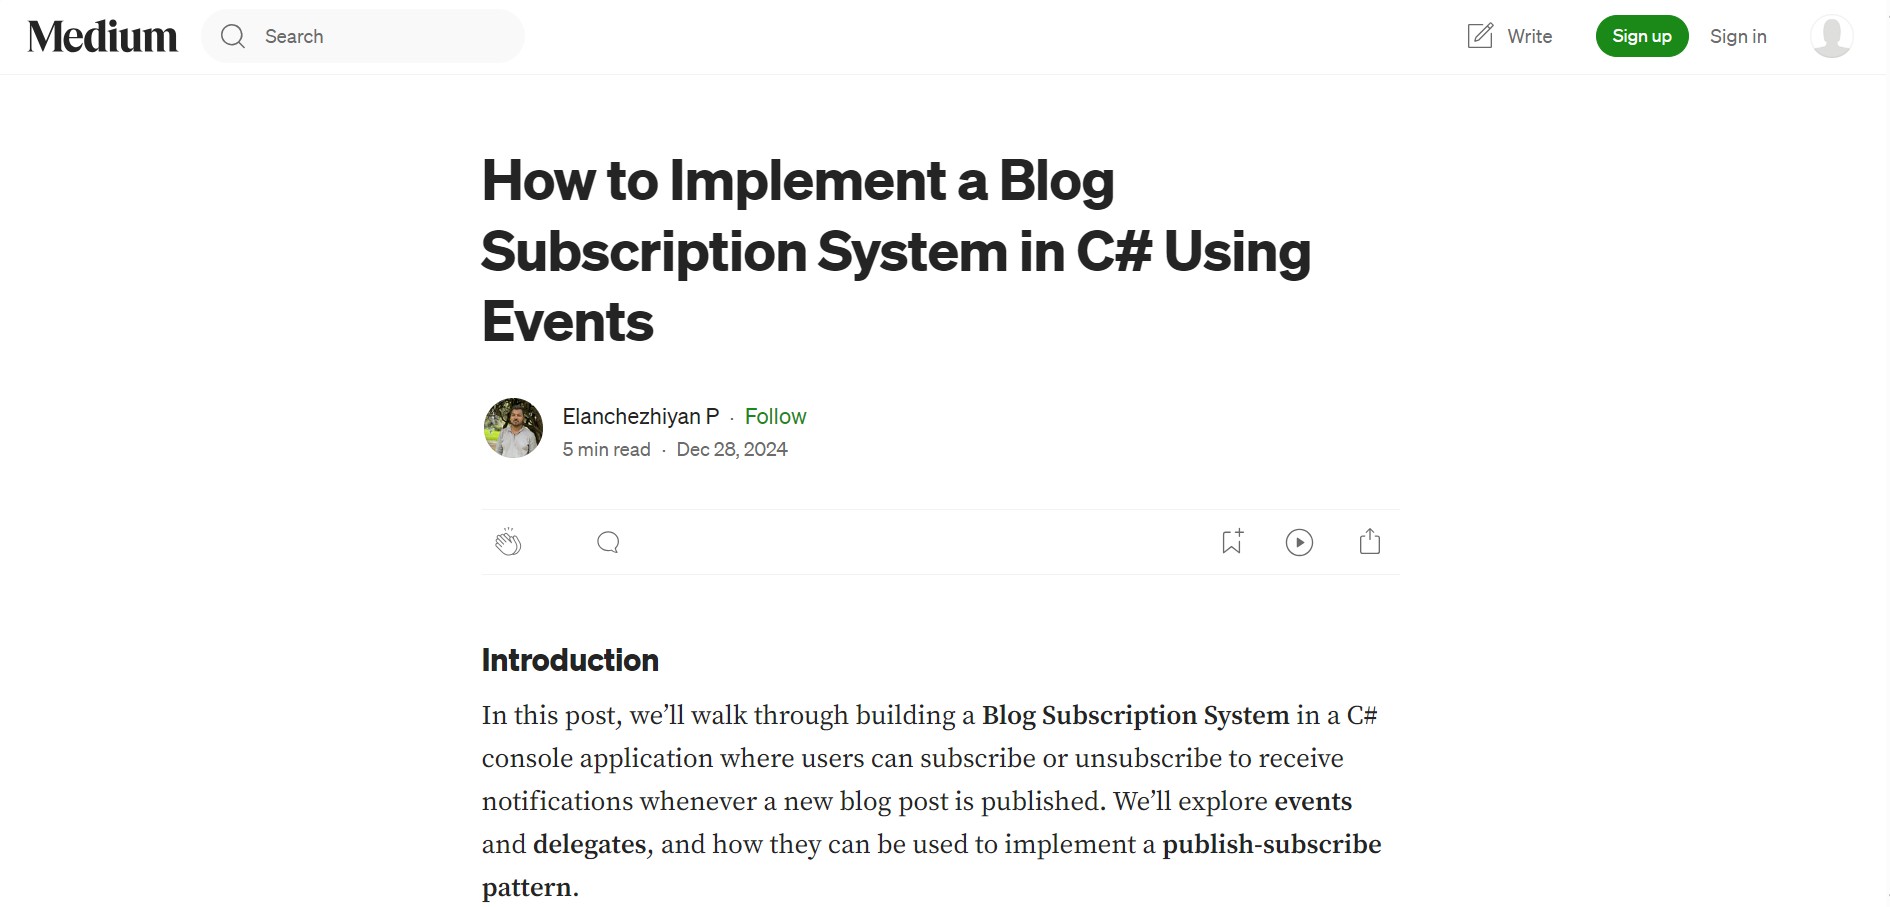 Medium
Search
Write
Sign up
Sign in
How to Implement a Blog
Subscription System in C# Using
Events
Elanchezhiyan P · Follow
5 min read · Dec 28, 2024
Introduction
In this post, we’ll walk through building a Blog Subscription System in a C#
console application where users can subscribe or unsubscribe to receive
notifications whenever a new blog post is published. We’ll explore events
and delegates, and how they can be used to implement a publish-subscribe
pattern.